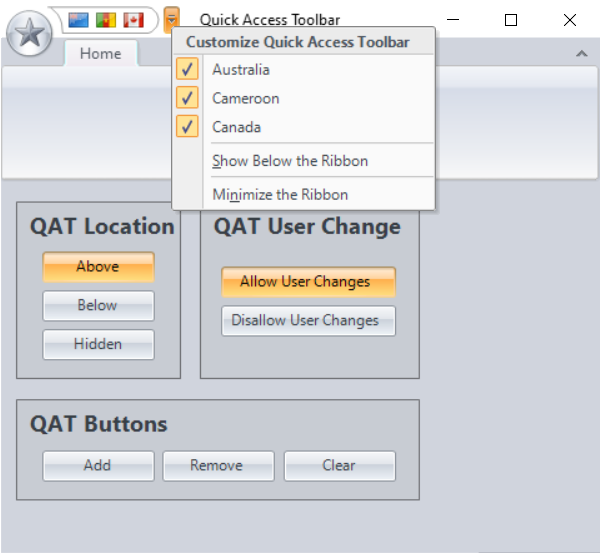 Quick Access Toolbar
Home
Customize Quick Access Toolbar
Australia
Cameroon
Canada
Show Below the Ribbon
Minimize the Ribbon
QAT Location
Above
Below
Hidden
QAT User Change
Allow User Changes
Disallow User Changes
QAT Buttons
Add
Remove
Clear